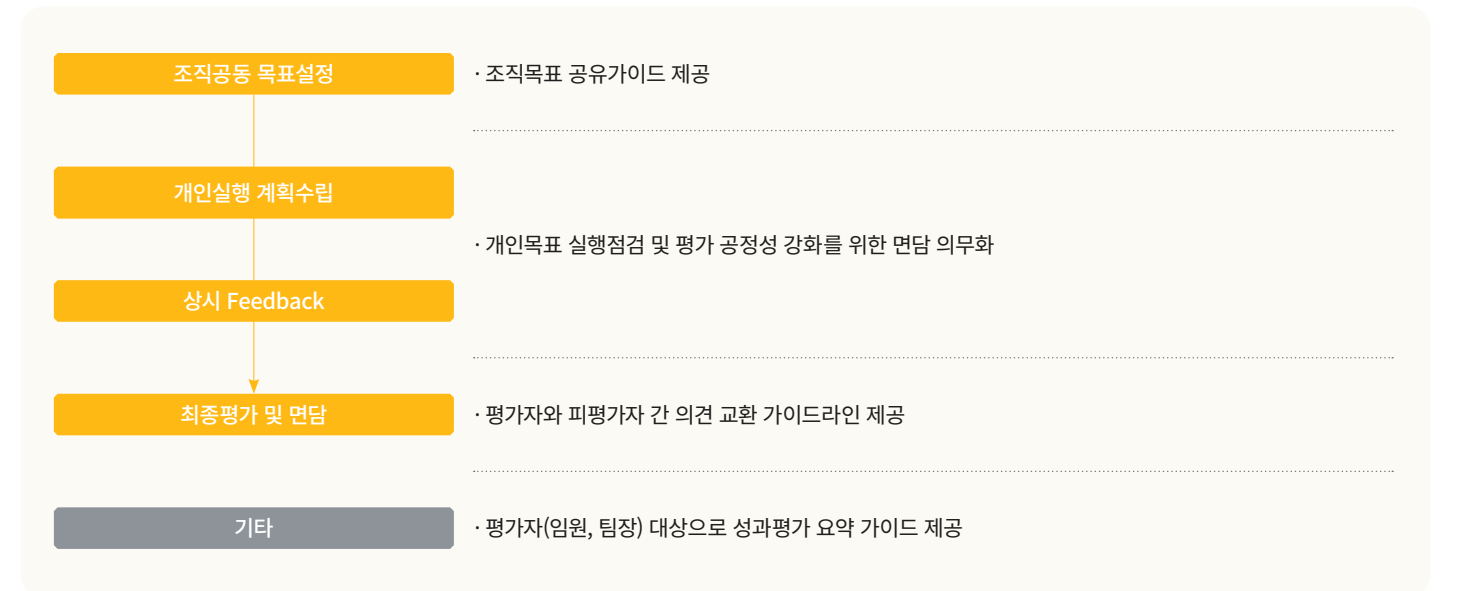 조직공동 목표설정
· 조직목표 공유가이드 제공
개인실행 계획수립
· 개인목표 실행점검 및 평가 공정성 강화를 위한 면담 의무화
상시 Feedback
최종평가 및 면담
· 평가자와 피평가자 간 의견 교환 가이드라인 제공
기타
· 평가자(임원, 팀장) 대상으로 성과평가 요약 가이드 제공